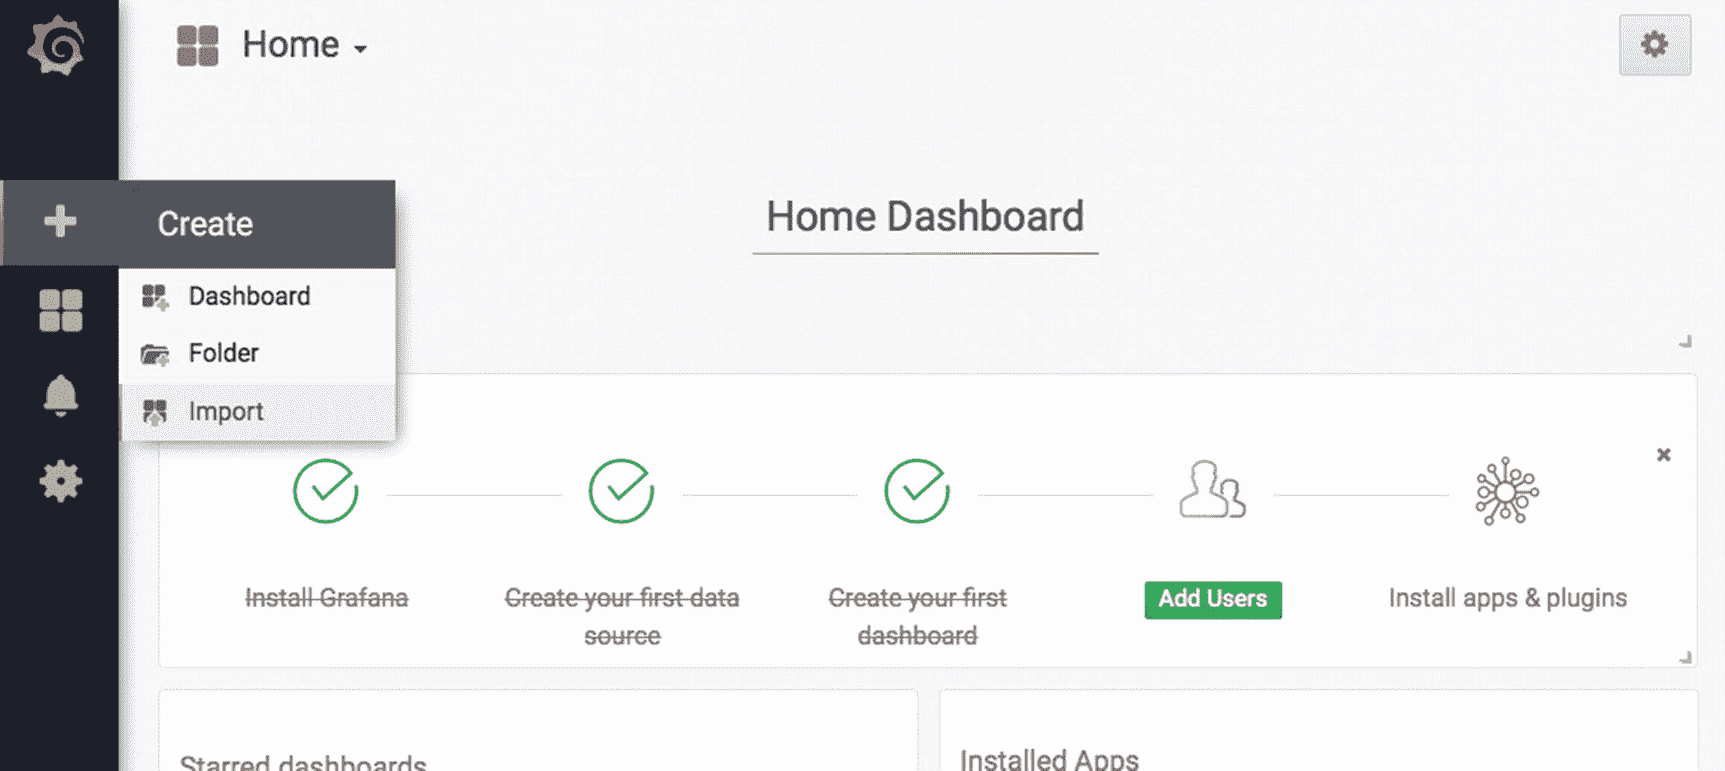 Home
Create
Home Dashboard
Dashboard
Folder
Import
Install Grafana
Create your first data
source
Create your first
dashboard
Add Users
Install apps & plugins
Starred dashboards
Installed Apps